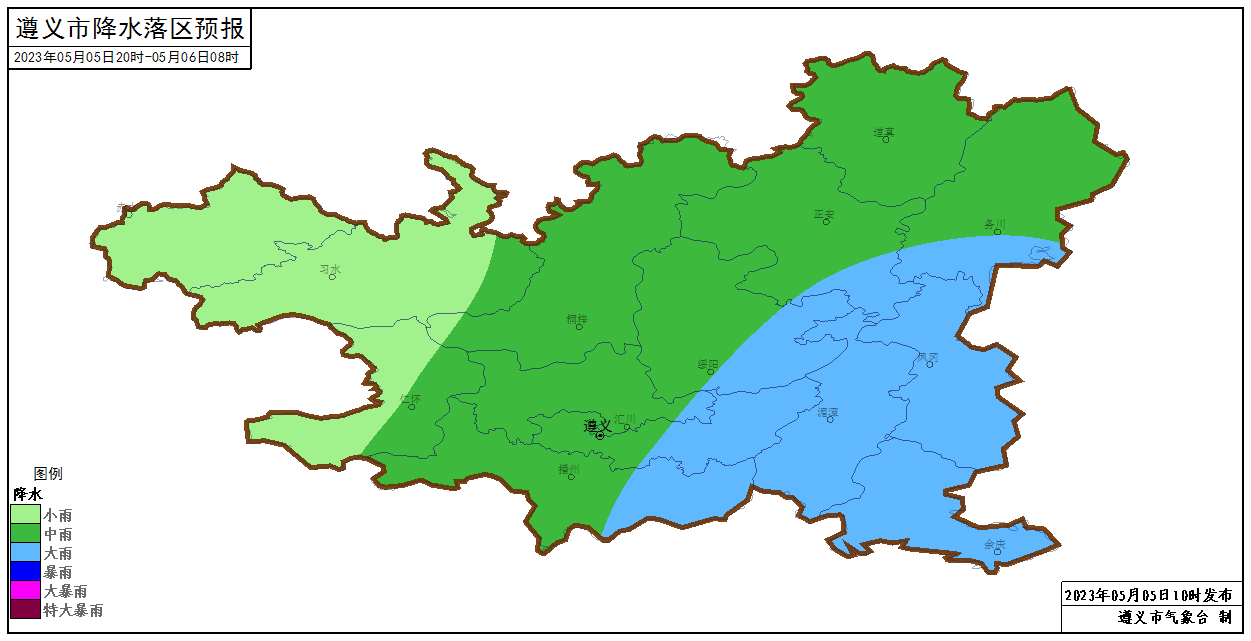 遵义市降水落区预报
2023年05月05日20时-05月06日08时
道真
赤水
正安
务川
习水
桐梓
绥阳
凤冈
仁怀
湄潭
汇川
遵义
播州
余庆
图例
降水
小雨
中雨
大雨
暴雨
大暴雨
特大暴雨
2023年05月05日10时发布
遵义市气象台 制